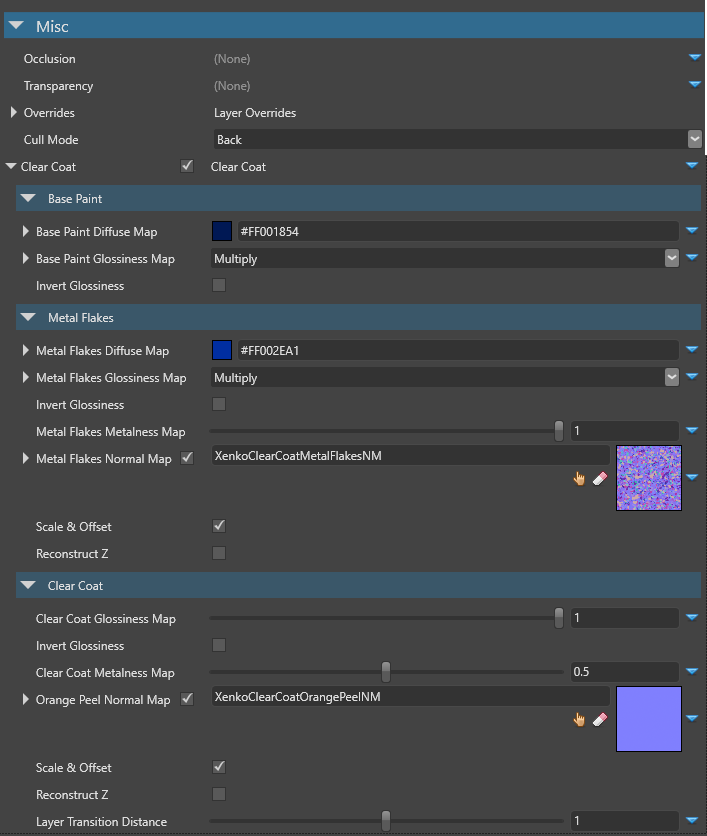 Misc
Occlusion (None)
Transparency (None)
Overrides Layer Overrides
Cull Mode Back
Clear Coat Clear Coat
Base Paint
Base Paint Diffuse Map #FF001854
Base Paint Glossiness Map Multiply
Invert Glossiness
Metal Flakes
Metal Flakes Diffuse Map #FF002EA1
Metal Flakes Glossiness Map Multiply
Invert Glossiness
Metal Flakes Metalness Map 1
Metal Flakes Normal Map XenkoClearCoatMetalFlakesNM
Scale & Offset
Reconstruct Z
Clear Coat
Clear Coat Glossiness Map 1
Invert Glossiness
Clear Coat Metalness Map 0.5
Orange Peel Normal Map XenkoClearCoatOrangePeelNM
Scale & Offset
Reconstruct Z
Layer Transition Distance 1